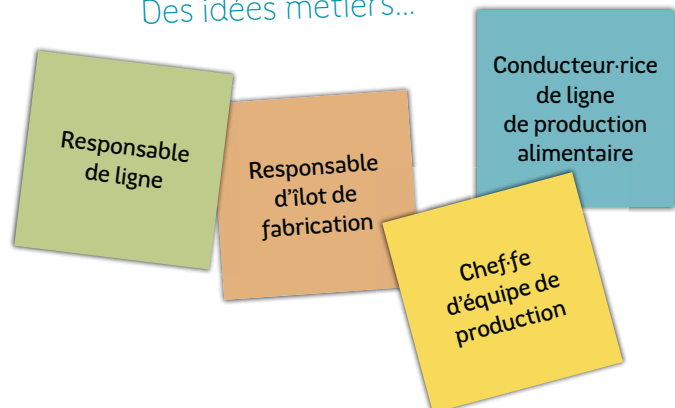 Des idées métiers...
Responsable
de ligne
Responsable
d'îlot de
fabrication
Conducteur·rice
de ligne
de production
alimentaire
Chef·fe
d'équipe de
production